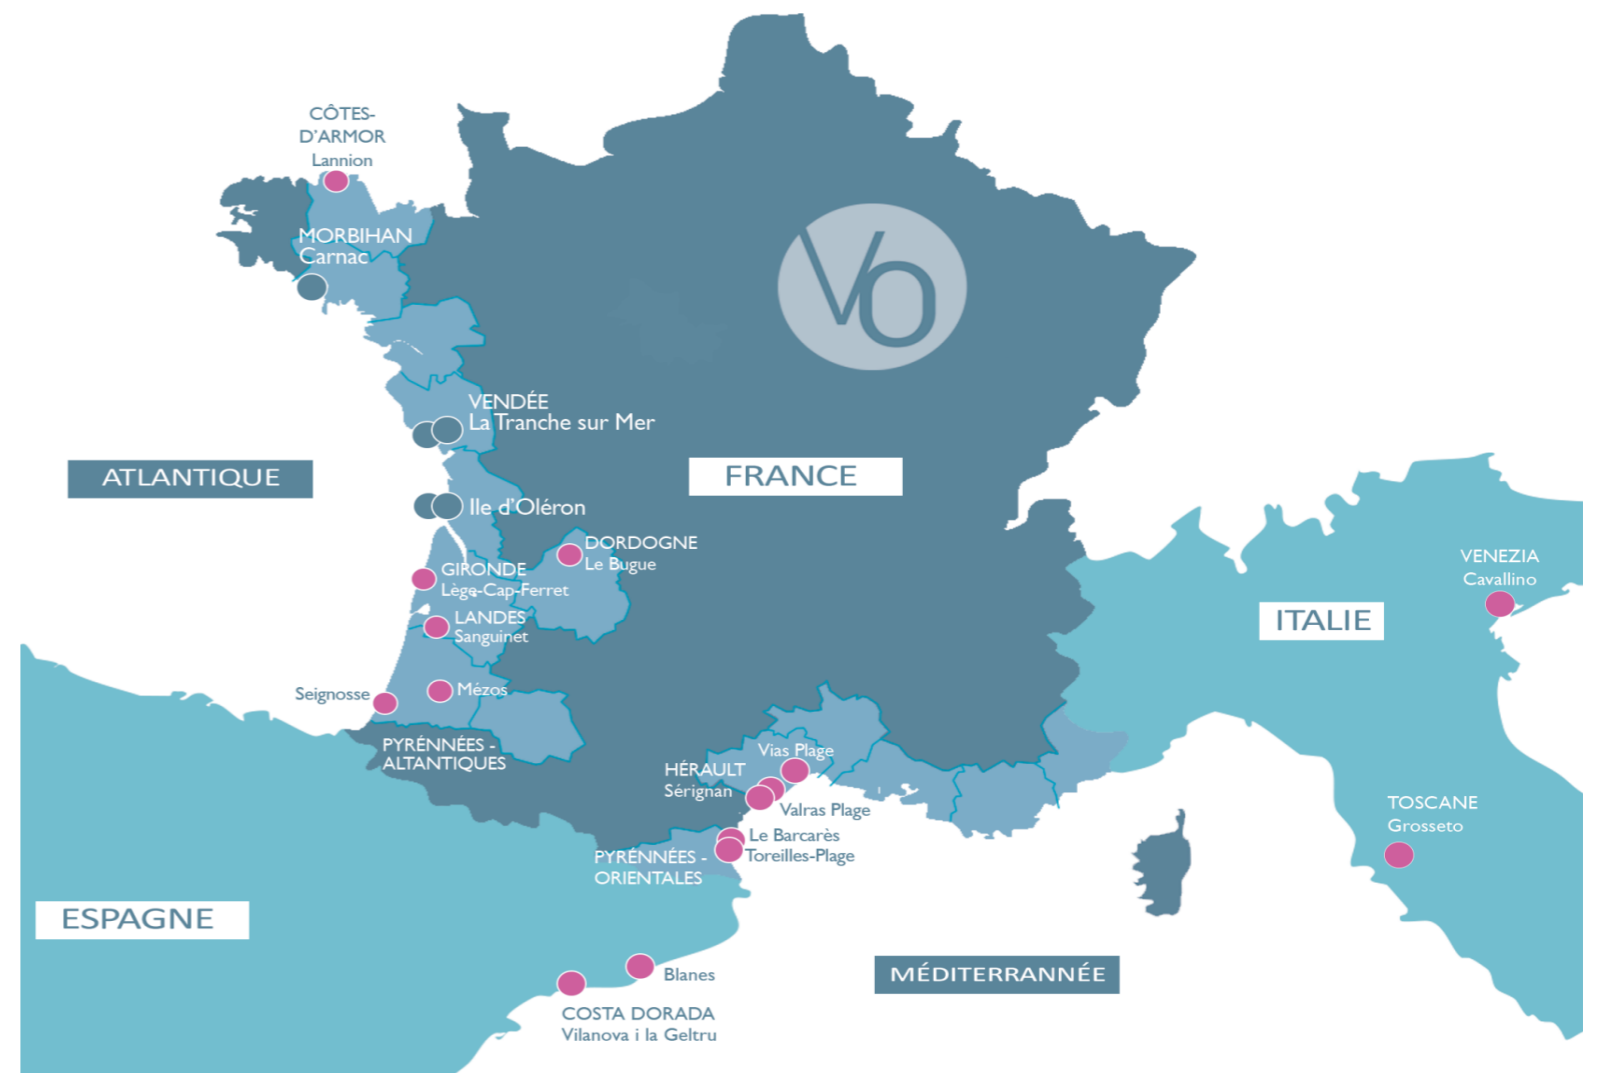 CÔTES-
D'ARMOR
Lannion
MORBIHAN
Carnac
VO
VENDÉE
La Tranche sur Mer
ATLANTIQUE
FRANCE
Ile d'Oléron
DORDOGNE
Le Bugue
GIRONDE
Lège-Cap-Ferret
LANDES
Sanguinet
VENEZIA
Cavallino
ITALIE
Seignosse
Mézos
PYRÉNNÉES -
ALTANTIQUES
Vias Plage
HÉRAULT
Sérignan
Valras Plage
Le Barcarès
Toreilles-Plage
PYRÉNNÉES -
ORIENTALES
TOSCANE
Grosseto
ESPAGNE
Blanes
MÉDITERRANNÉE
COSTA DORADA
Vilanova i la Geltru